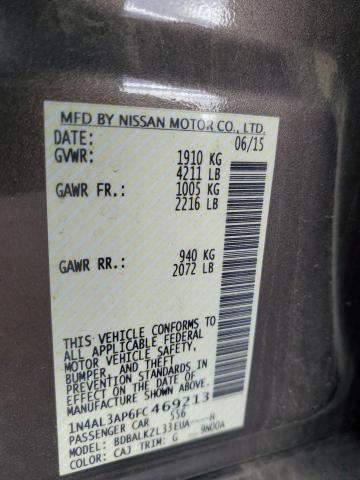 MFD BY NISSAN MOTOR CO., LTD.
DATE: 06/15
GVWR: 1910 KG
4211 LB
GAWR FR.: 1005 KG
2216 LB
GAWR RR.: 940 KG
2072 LB
THIS VEHICLE CONFORMS TO
ALL APPLICABLE FEDERAL
MOTOR VEHICLE SAFETY,
BUMPER, AND THEFT
PREVENTION STANDARDS IN
EFFECT ON THE DATE OF
MANUFACTURE SHOWN ABOVE.
1N4AL3AP6FC469213
PASSENGER CAR 556
MODEL: BDBALKZL33EUA----H
COLOR: CAJ TRIM: G 9N00A